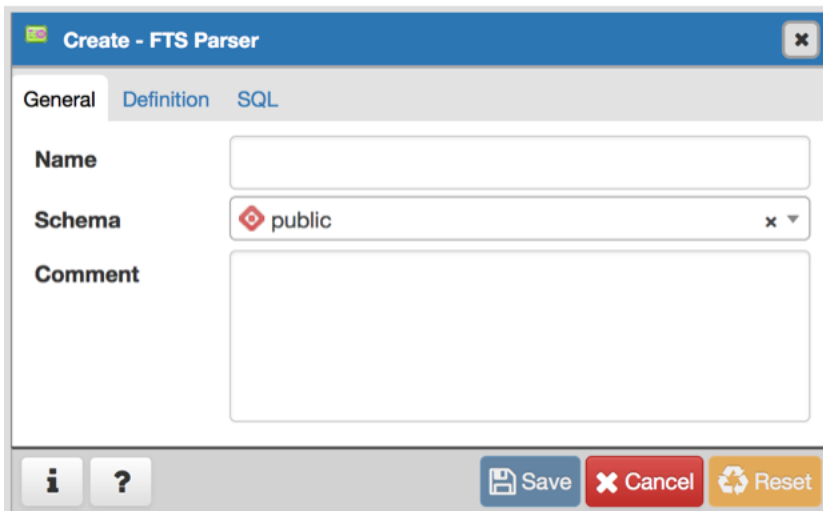 Create - FTS Parser
General Definition SQL
Name
Schema public
Comment
i ? Save Cancel Reset